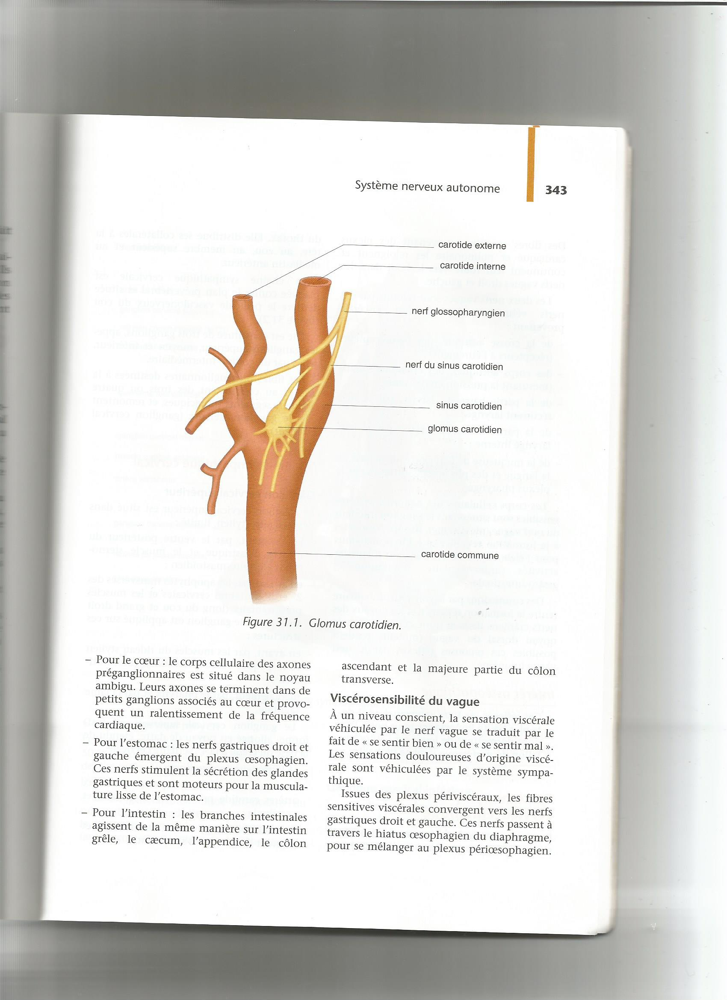 Système nerveux autonome
343
carotide externe
carotide interne
nerf glossopharyngien
nerf du sinus carotidien
sinus carotidien
glomus carotidien
carotide commune
Figure 31.1. Glomus carotidien.
– Pour le cœur : le corps cellulaire des axones
préganglionnaires est situé dans le noyau
ambigu. Leurs axones se terminent dans de
petits ganglions associés au cœur et provo-
quent un ralentissement de la fréquence
cardiaque.
– Pour l'estomac : les nerfs gastriques droit et
gauche émergent du plexus œsophagien.
Ces nerfs stimulent la sécrétion des glandes
gastriques et sont moteurs pour la muscula-
ture lisse de l'estomac.
– Pour l'intestin : les branches intestinales
agissent de la même manière sur l'intestin
grêle, le cæcum, l'appendice, le côlon
ascendant et la majeure partie du côlon
transverse.
Viscérosensibilité du vague
À un niveau conscient, la sensation viscérale
véhiculée par le nerf vague se traduit par le
fait de « se sentir bien » ou de « se sentir mal ».
Les sensations douloureuses d'origine viscé-
rale sont véhiculées par le système sympa-
thique.
Issues des plexus périviscéraux, les fibres
sensitives viscérales convergent vers les nerfs
gastriques droit et gauche. Ces nerfs passent à
travers le hiatus œsophagien du diaphragme,
pour se mélanger au plexus périœsophagien.